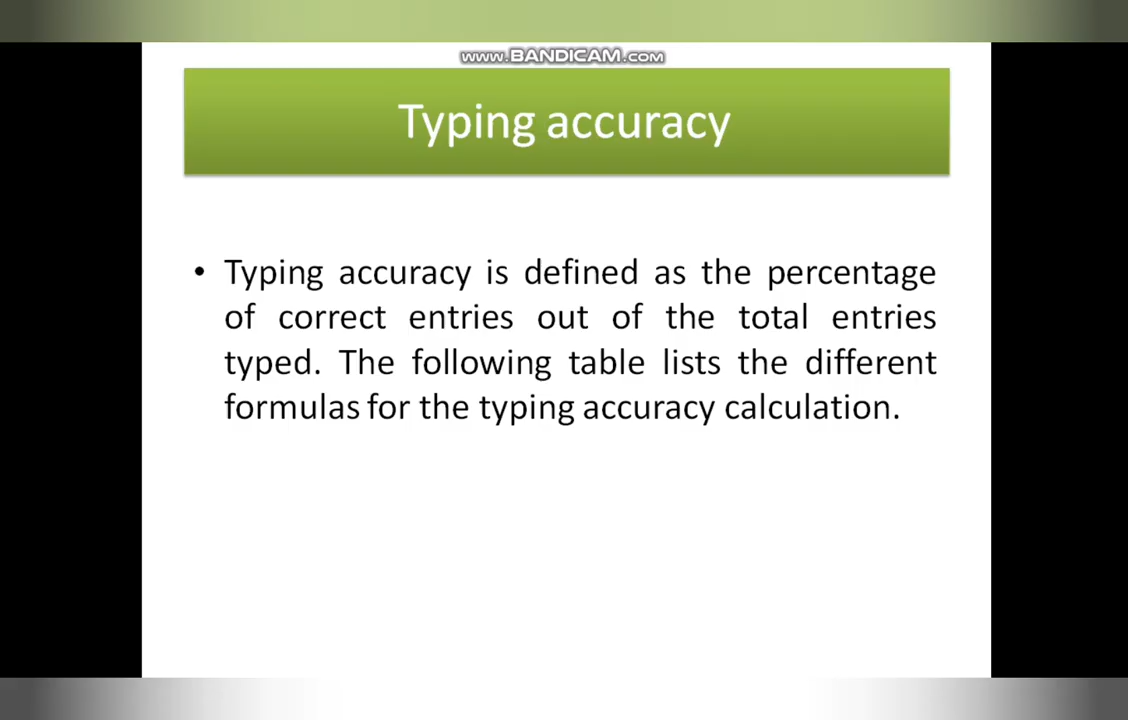 www.BANDICAM.com
Typing accuracy
• Typing accuracy is defined as the percentage
of correct entries out of the total entries
typed. The following table lists the different
formulas for the typing accuracy calculation.